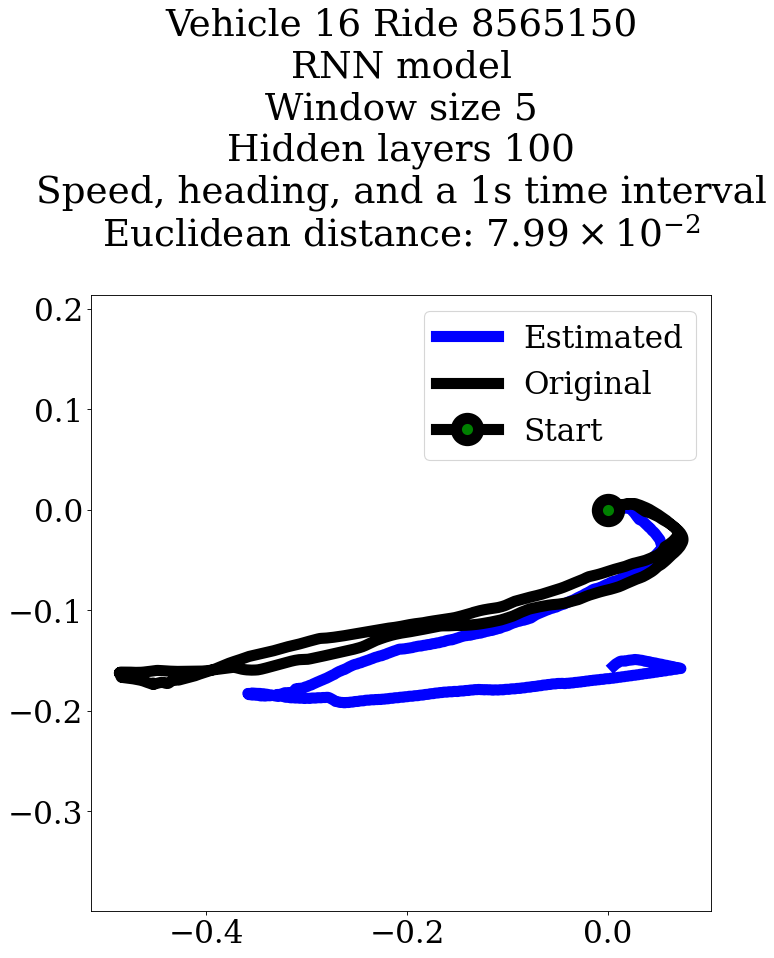 Vehicle 16 Ride 8565150
RNN model
Window size 5
Hidden layers 100
Speed, heading, and a 1s time interval
Euclidean distance: 7.99 × 10⁻²
Estimated
Original
Start
0.2
0.1
0.0
−0.1
−0.2
−0.3
−0.4
−0.2
0.0